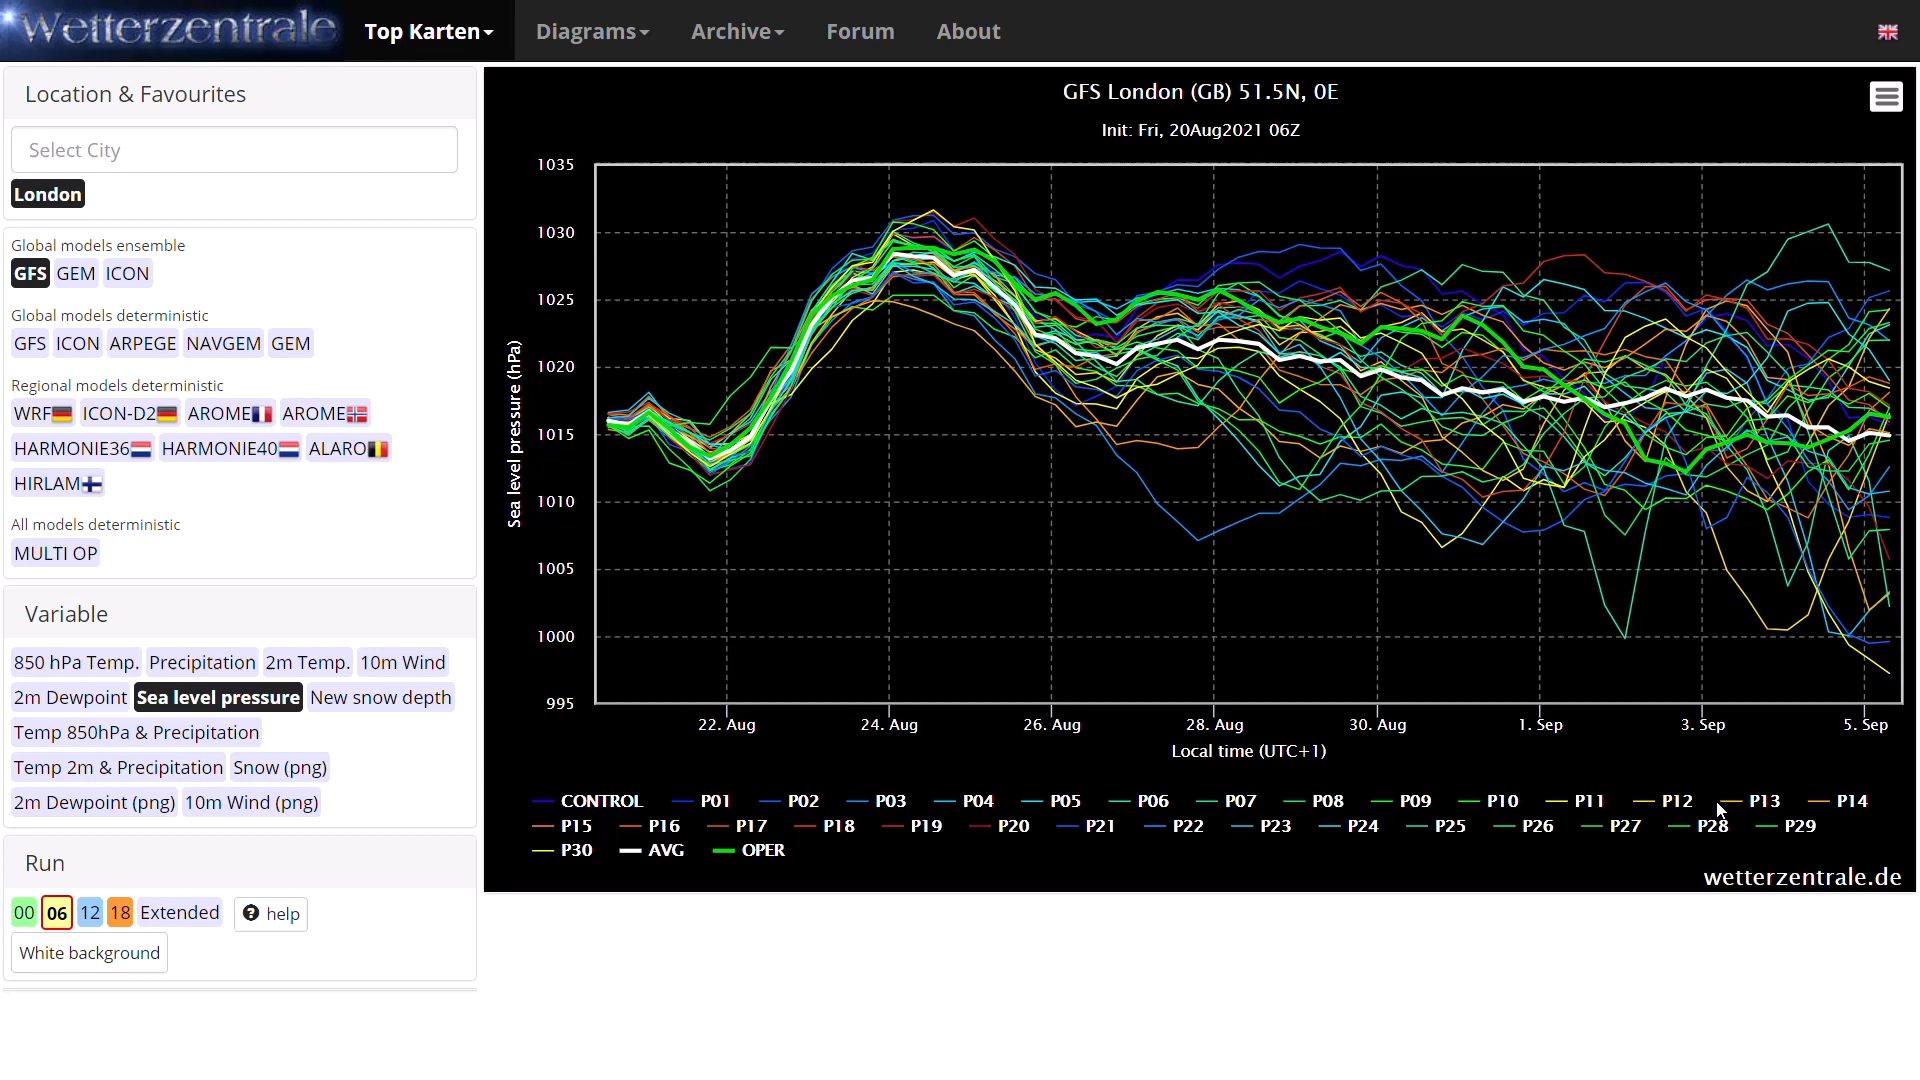 Wetterzentrale Top Karten Diagrams Archive Forum About
Location & Favourites
Select City
London
Global models ensemble
GFS GEM ICON
Global models deterministic
GFS ICON ARPEGE NAVGEM GEM
Regional models deterministic
WRF ICON-D2 AROME AROME
HARMONIE36 HARMONIE40 ALARO
HIRLAM
All models deterministic
MULTI OP
Variable
850 hPa Temp. Precipitation 2m Temp. 10m Wind
2m Dewpoint Sea level pressure New snow depth
Temp 850hPa & Precipitation
Temp 2m & Precipitation Snow (png)
2m Dewpoint (png) 10m Wind (png)
Run
00 06 12 18 Extended help
White background
GFS London (GB) 51.5N, 0E
Init: Fri, 20Aug2021 06Z
Sea level pressure (hPa)
1035
1030
1025
1020
1015
1010
1005
1000
995
22. Aug 24. Aug 26. Aug 28. Aug 30. Aug 1. Sep 3. Sep 5. Sep
Local time (UTC+1)
CONTROL P01 P02 P03 P04 P05 P06 P07 P08 P09 P10 P11 P12 P13 P14
P15 P16 P17 P18 P19 P20 P21 P22 P23 P24 P25 P26 P27 P28 P29
P30 AVG OPER
wetterzentrale.de